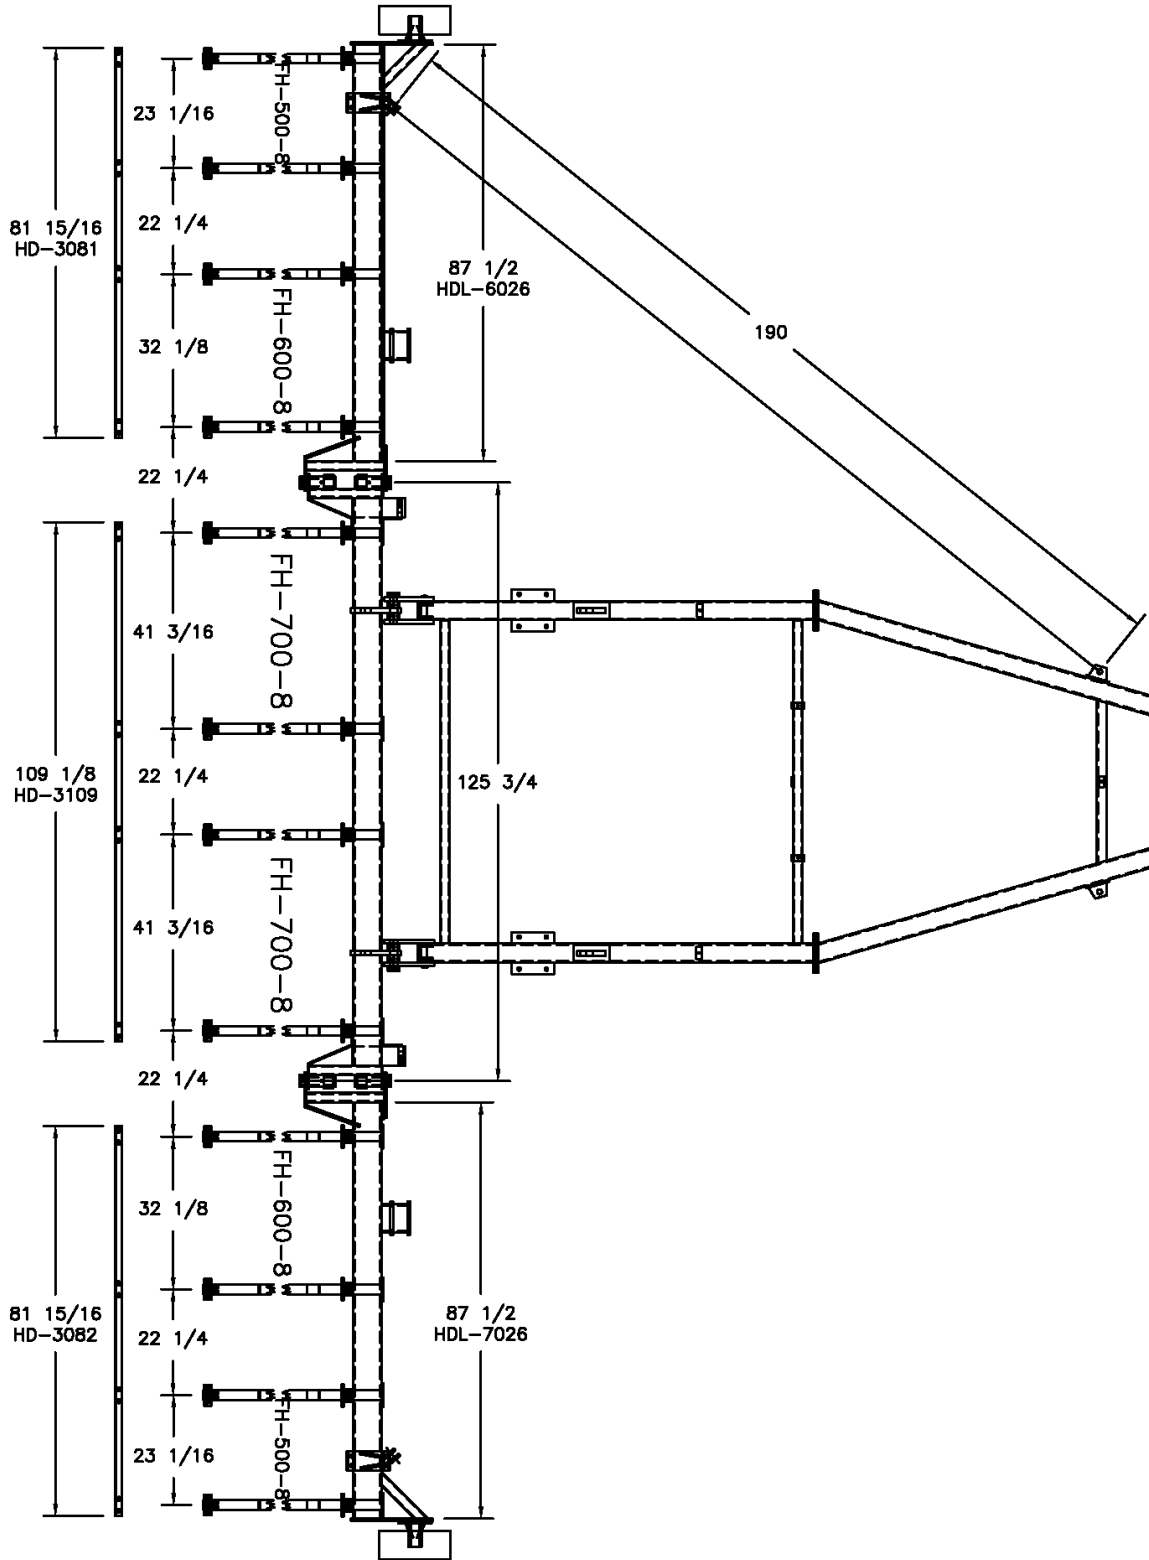 23 1/16
FH-500-8
81 15/16
HD-3081
22 1/4
87 1/2
HDL-6026
32 1/8
FH-600-8
190
22 1/4
FH-700-8
41 3/16
109 1/8
HD-3109
22 1/4
125 3/4
41 3/16
FH-700-8
22 1/4
32 1/8
FH-600-8
81 15/16
HD-3082
22 1/4
87 1/2
HDL-7026
23 1/16
FH-500-8